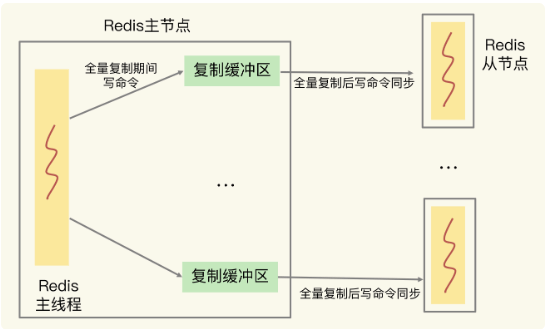 Redis主节点
全量复制期间
写命令
复制缓冲区
全量复制后写命令同步
Redis
从节点
...
...
复制缓冲区
全量复制后写命令同步
Redis
主线程